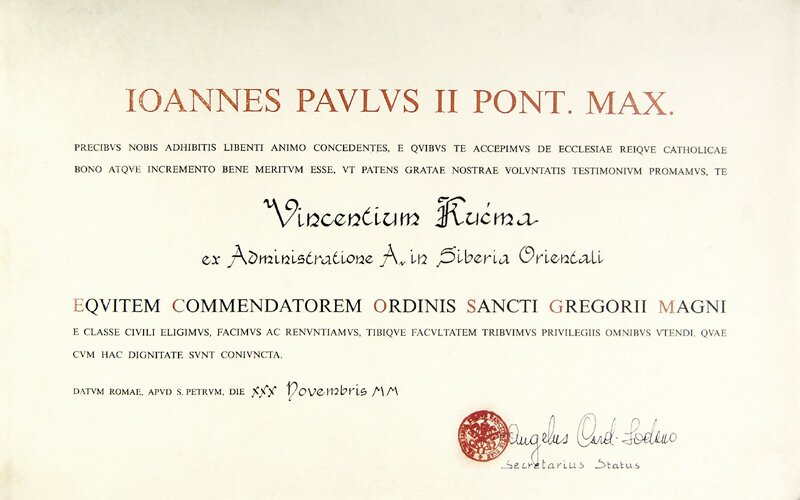 IOANNES PAVLVS II PONT. MAX.
PRECIBVS NOBIS ADHIBITIS LIBENTI ANIMO CONCEDENTES, E QVIBVS TE ACCEPIMVS DE ECCLESIAE REIQVE CATHOLICAE
BONO ATQVE INCREMENTO BENE MERITVM ESSE, VT PATENS GRATAE NOSTRAE VOLVNTATIS TESTIMONIVM PROMAMVS, TE
Vincentium Kućma
ex Administratione A. in Siberia Orientali
EQVITEM COMMENDATOREM ORDINIS SANCTI GREGORII MAGNI
E CLASSE CIVILI ELIGIMVS, FACIMVS AC RENVNTIAMVS, TIBIQVE FACVLTATEM TRIBVIMVS PRIVILEGIIS OMNIBVS VTENDI, QVAE
CVM HAC DIGNITATE SVNT CONIVNCTA.
DATVM ROMAE, APVD S. PETRVM, DIE XXX Novembris MM
Angelus Card. Sodano
Secretarius Status